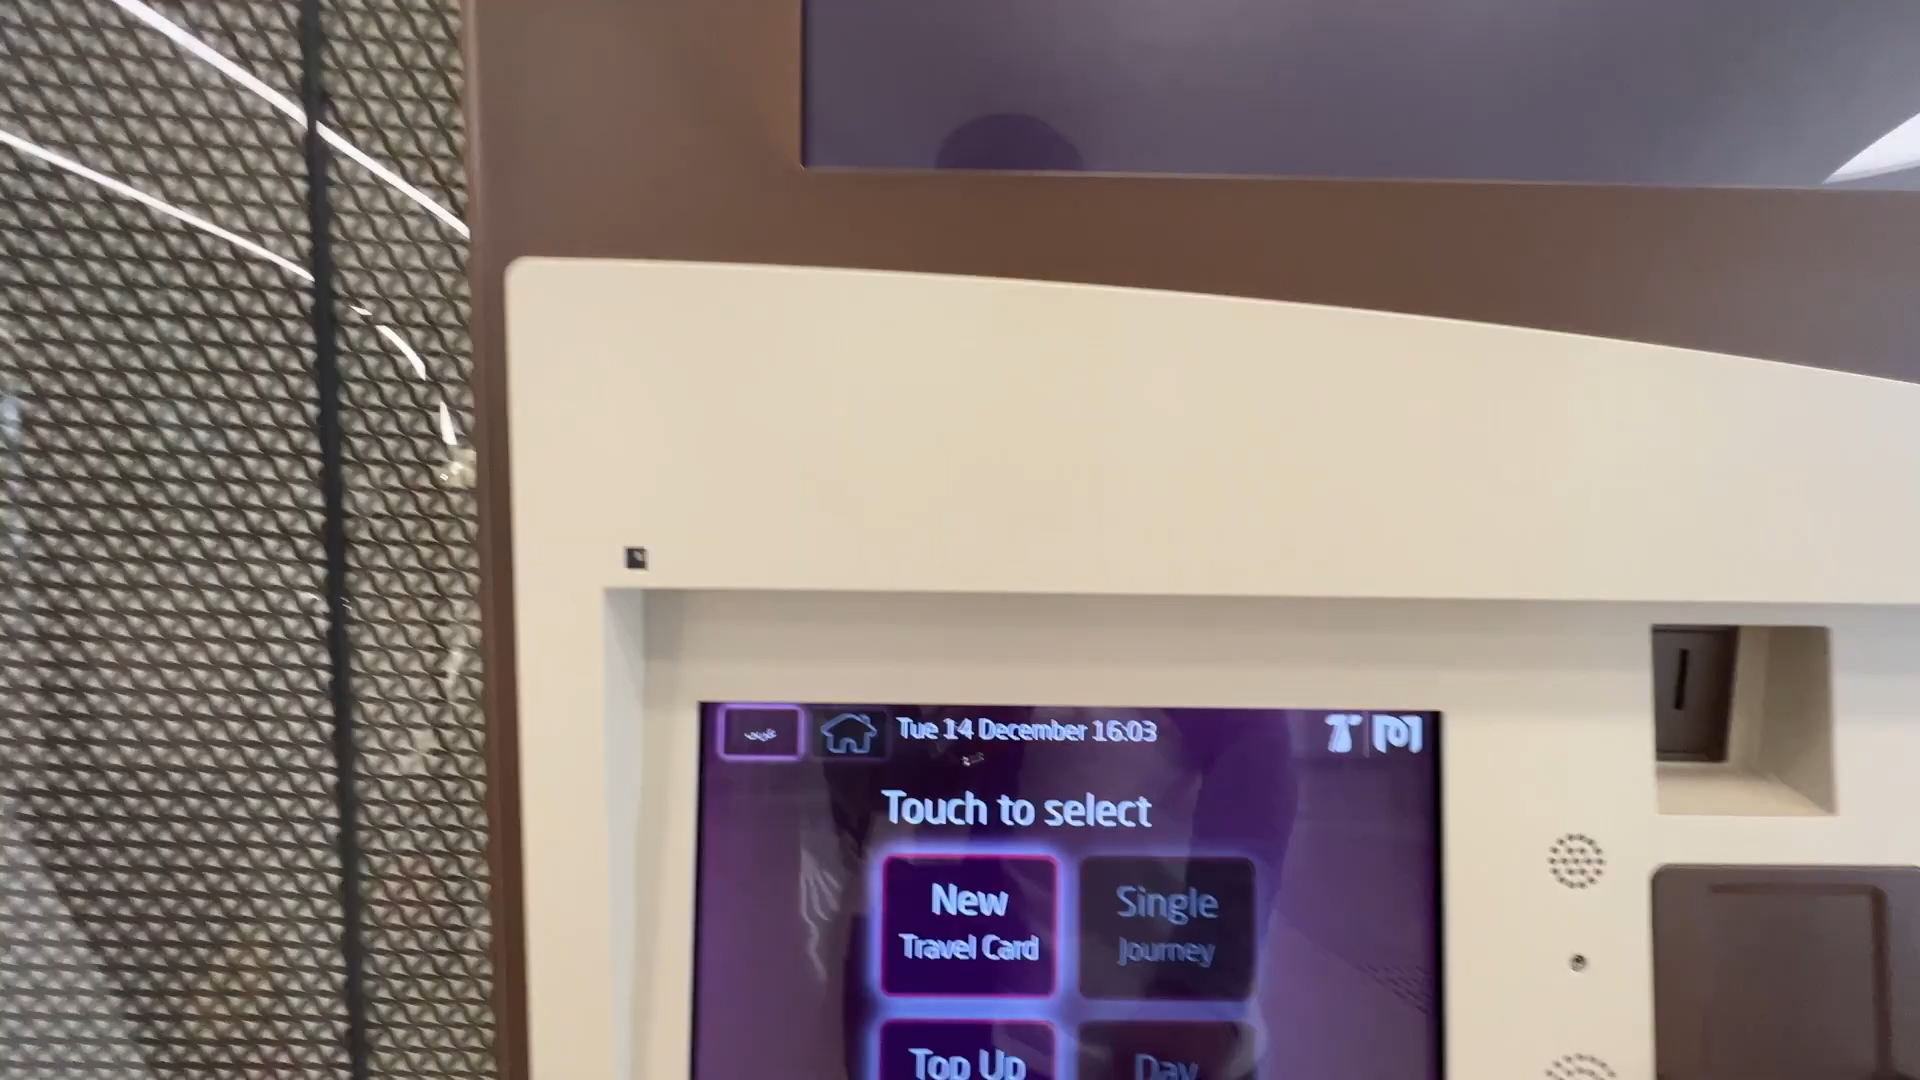 Tue 14 December 16:03
Touch to select
New
Travel Card
Single
Journey
Top Up
Day